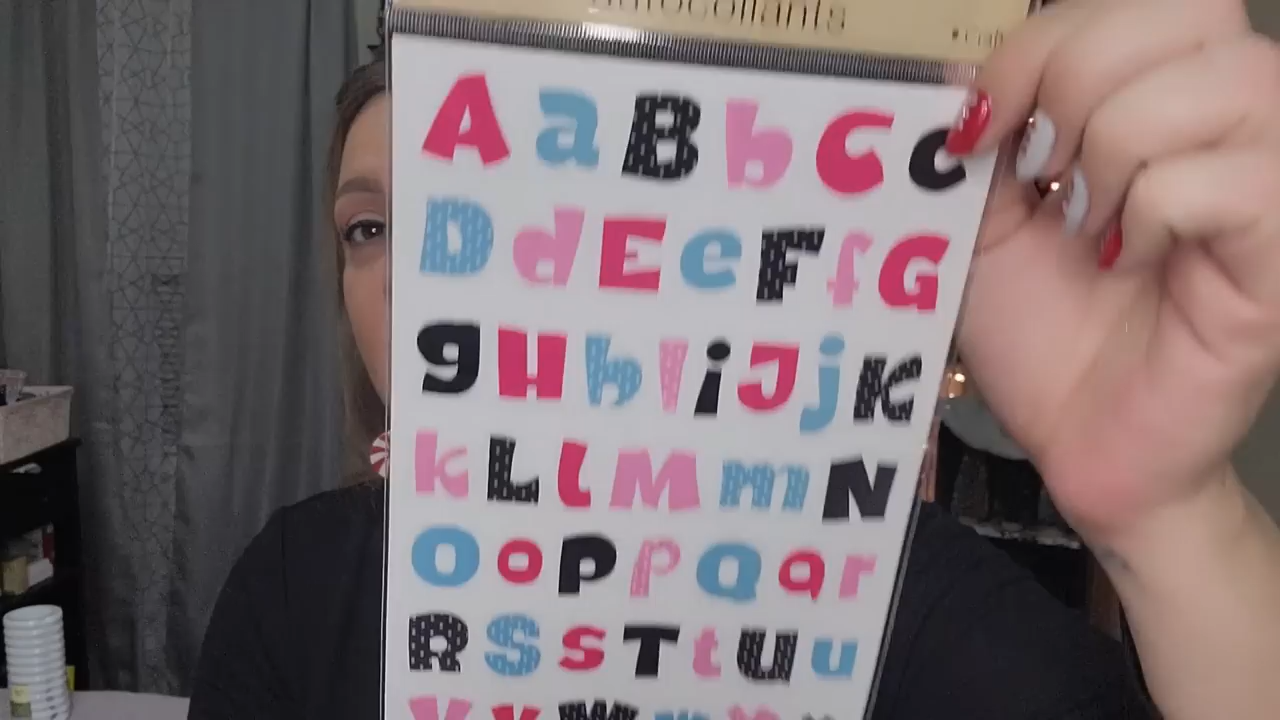 autocollants
A a B b C c
D d E e F f G
g H h I i J j K
k L l M m N
O o P p Q q r
R S s T t U u